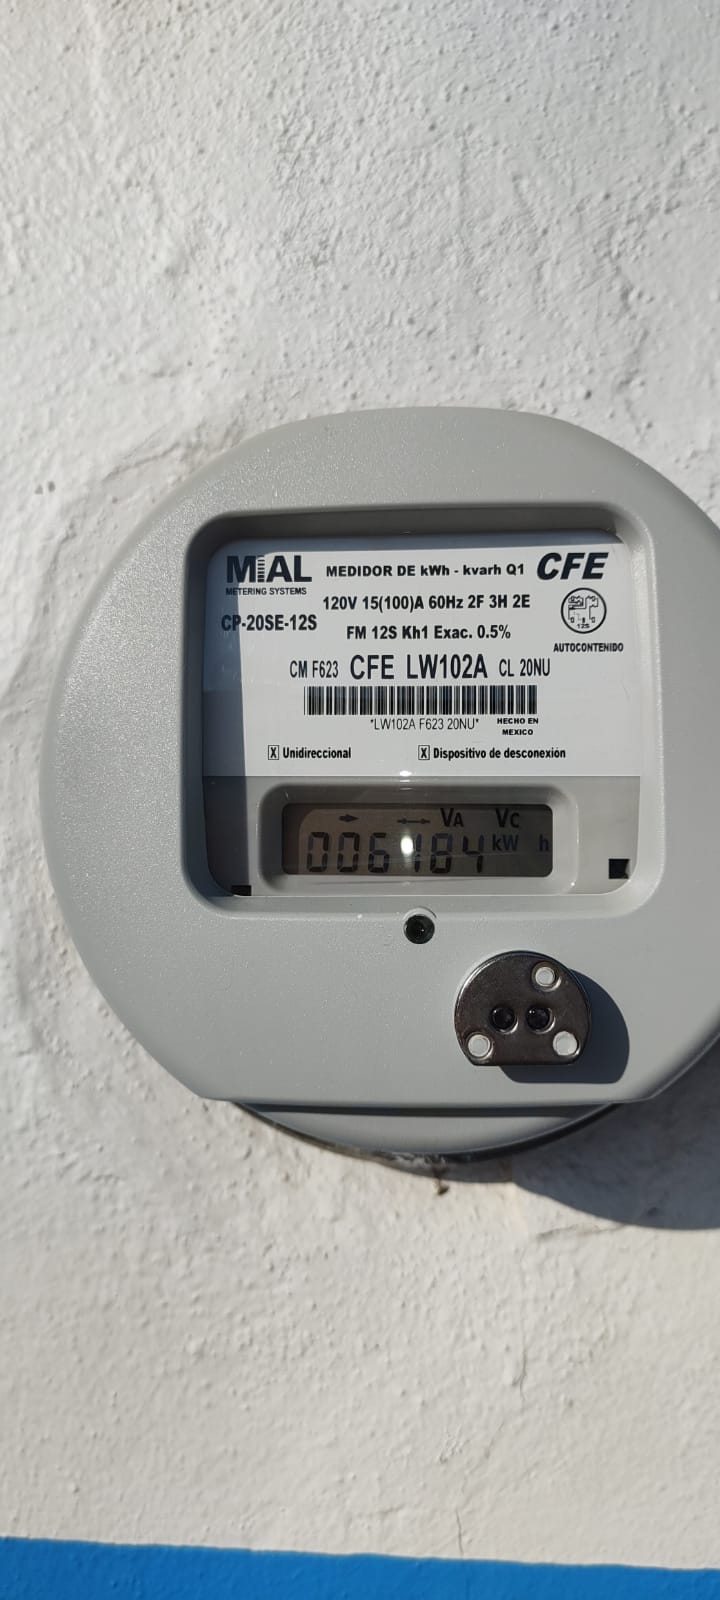 MIAL
METERING SYSTEMS
MEDIDOR DE kWh - kvarh Q1
CFE
120V 15(100)A 60Hz 2F 3H 2E
CP-20SE-12S
FM 12S Kh1 Exac. 0.5%
12S
AUTOCONTENIDO
CM F623 CFE LW102A CL 20NU
*LW102A F623 20NU*
HECHO EN
MEXICO
X Unidireccional
X Dispositivo de desconexión
VA VC
006184 kW h